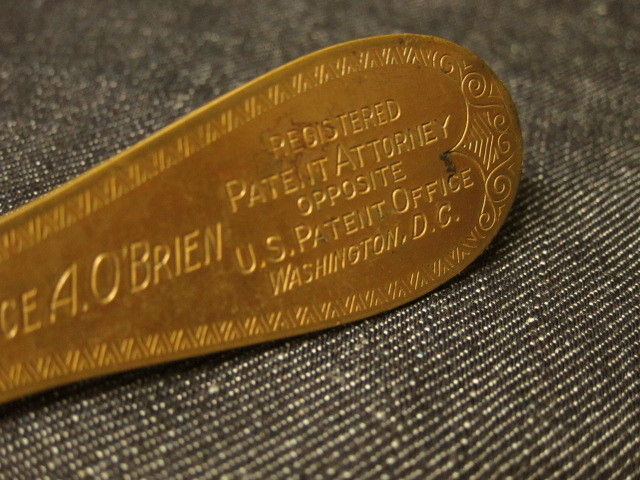 CE A. O'BRIEN
REGISTERED
PATENT ATTORNEY
OPPOSITE
U.S. PATENT OFFICE
WASHINGTON, D.C.